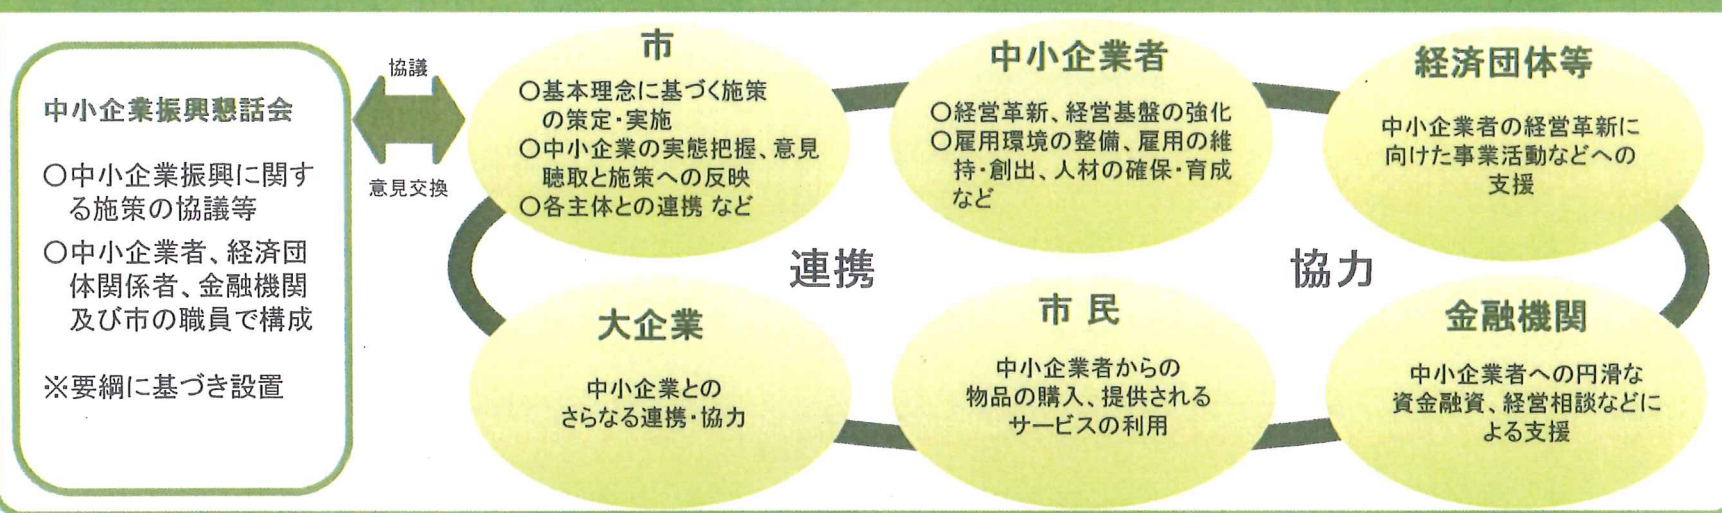 中小企業振興懇話会
○中小企業振興に関す
る施策の協議等
○中小企業者、経済団
体関係者、金融機関
及び市の職員で構成
※要綱に基づき設置
協議
意見交換
市
○基本理念に基づく施策
の策定・実施
○中小企業の実態把握、意見
聴取と施策への反映
○各主体との連携 など
中小企業者
○経営革新、経営基盤の強化
○雇用環境の整備、雇用の維
持・創出、人材の確保・育成
など
経済団体等
中小企業者の経営革新に
向けた事業活動などへの
支援
連携
協力
大企業
中小企業との
さらなる連携・協力
市 民
中小企業者からの
物品の購入、提供される
サービスの利用
金融機関
中小企業者への円滑な
資金融資、経営相談などに
よる支援